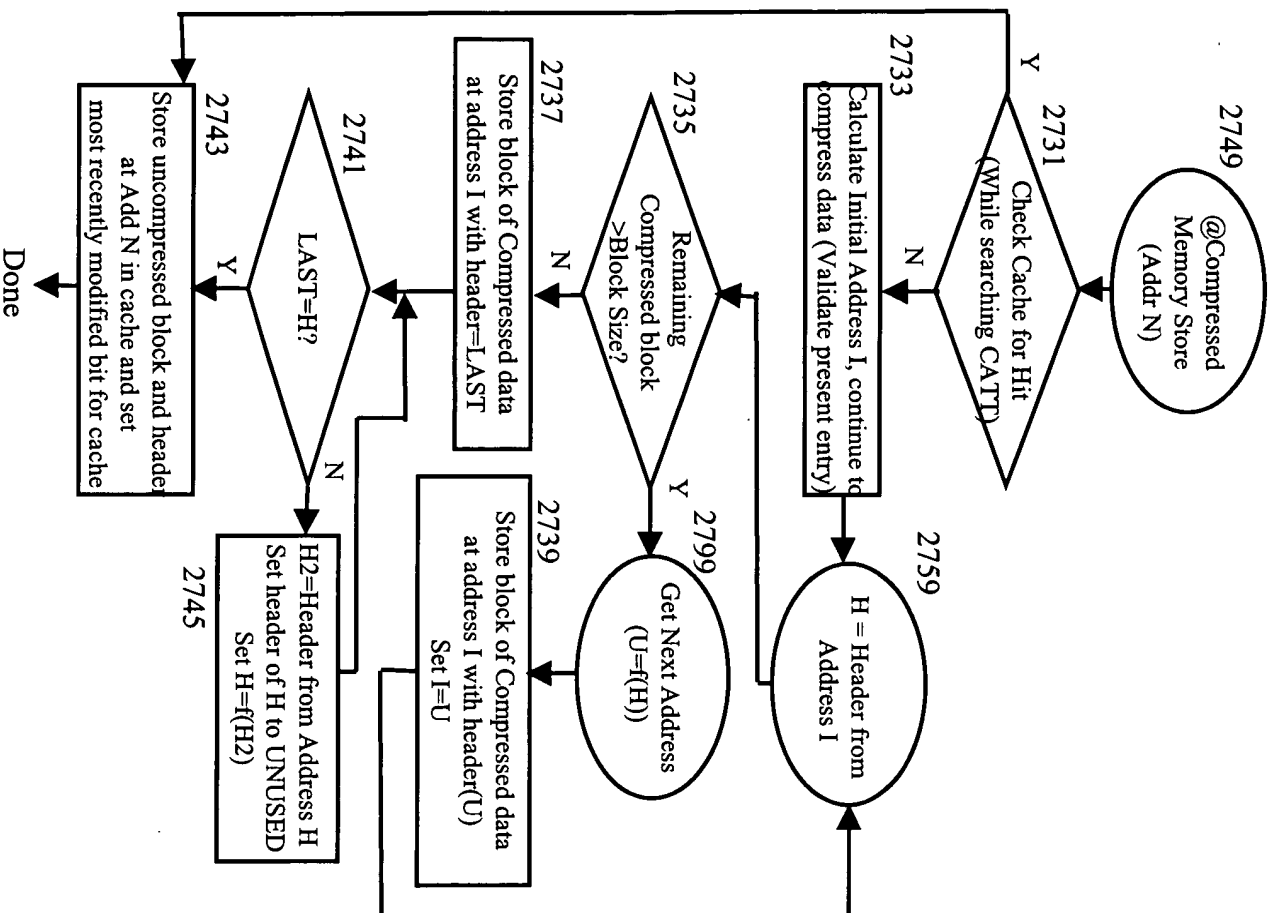 2749
@Compressed
Memory Store
(Addr N)
2731
Check Cache for Hit
(While searching CATT)
Y
N
2733
Calculate Initial Address I, continue to
compress data (Validate present entry)
2759
H = Header from
Address I
2735
Remaining
Compressed block
>Block Size?
N
Y
2799
Get Next Address
(U=f(H))
2737
Store block of Compressed data
at address I with header=LAST
2739
Store block of Compressed data
at address I with header(U)
Set I=U
2741
LAST=H?
Y
N
H2=Header from Address H
Set header of H to UNUSED
Set H=f(H2)
2745
2743
Store uncompressed block and header
at Add N in cache and set
most recently modified bit for cache
Done